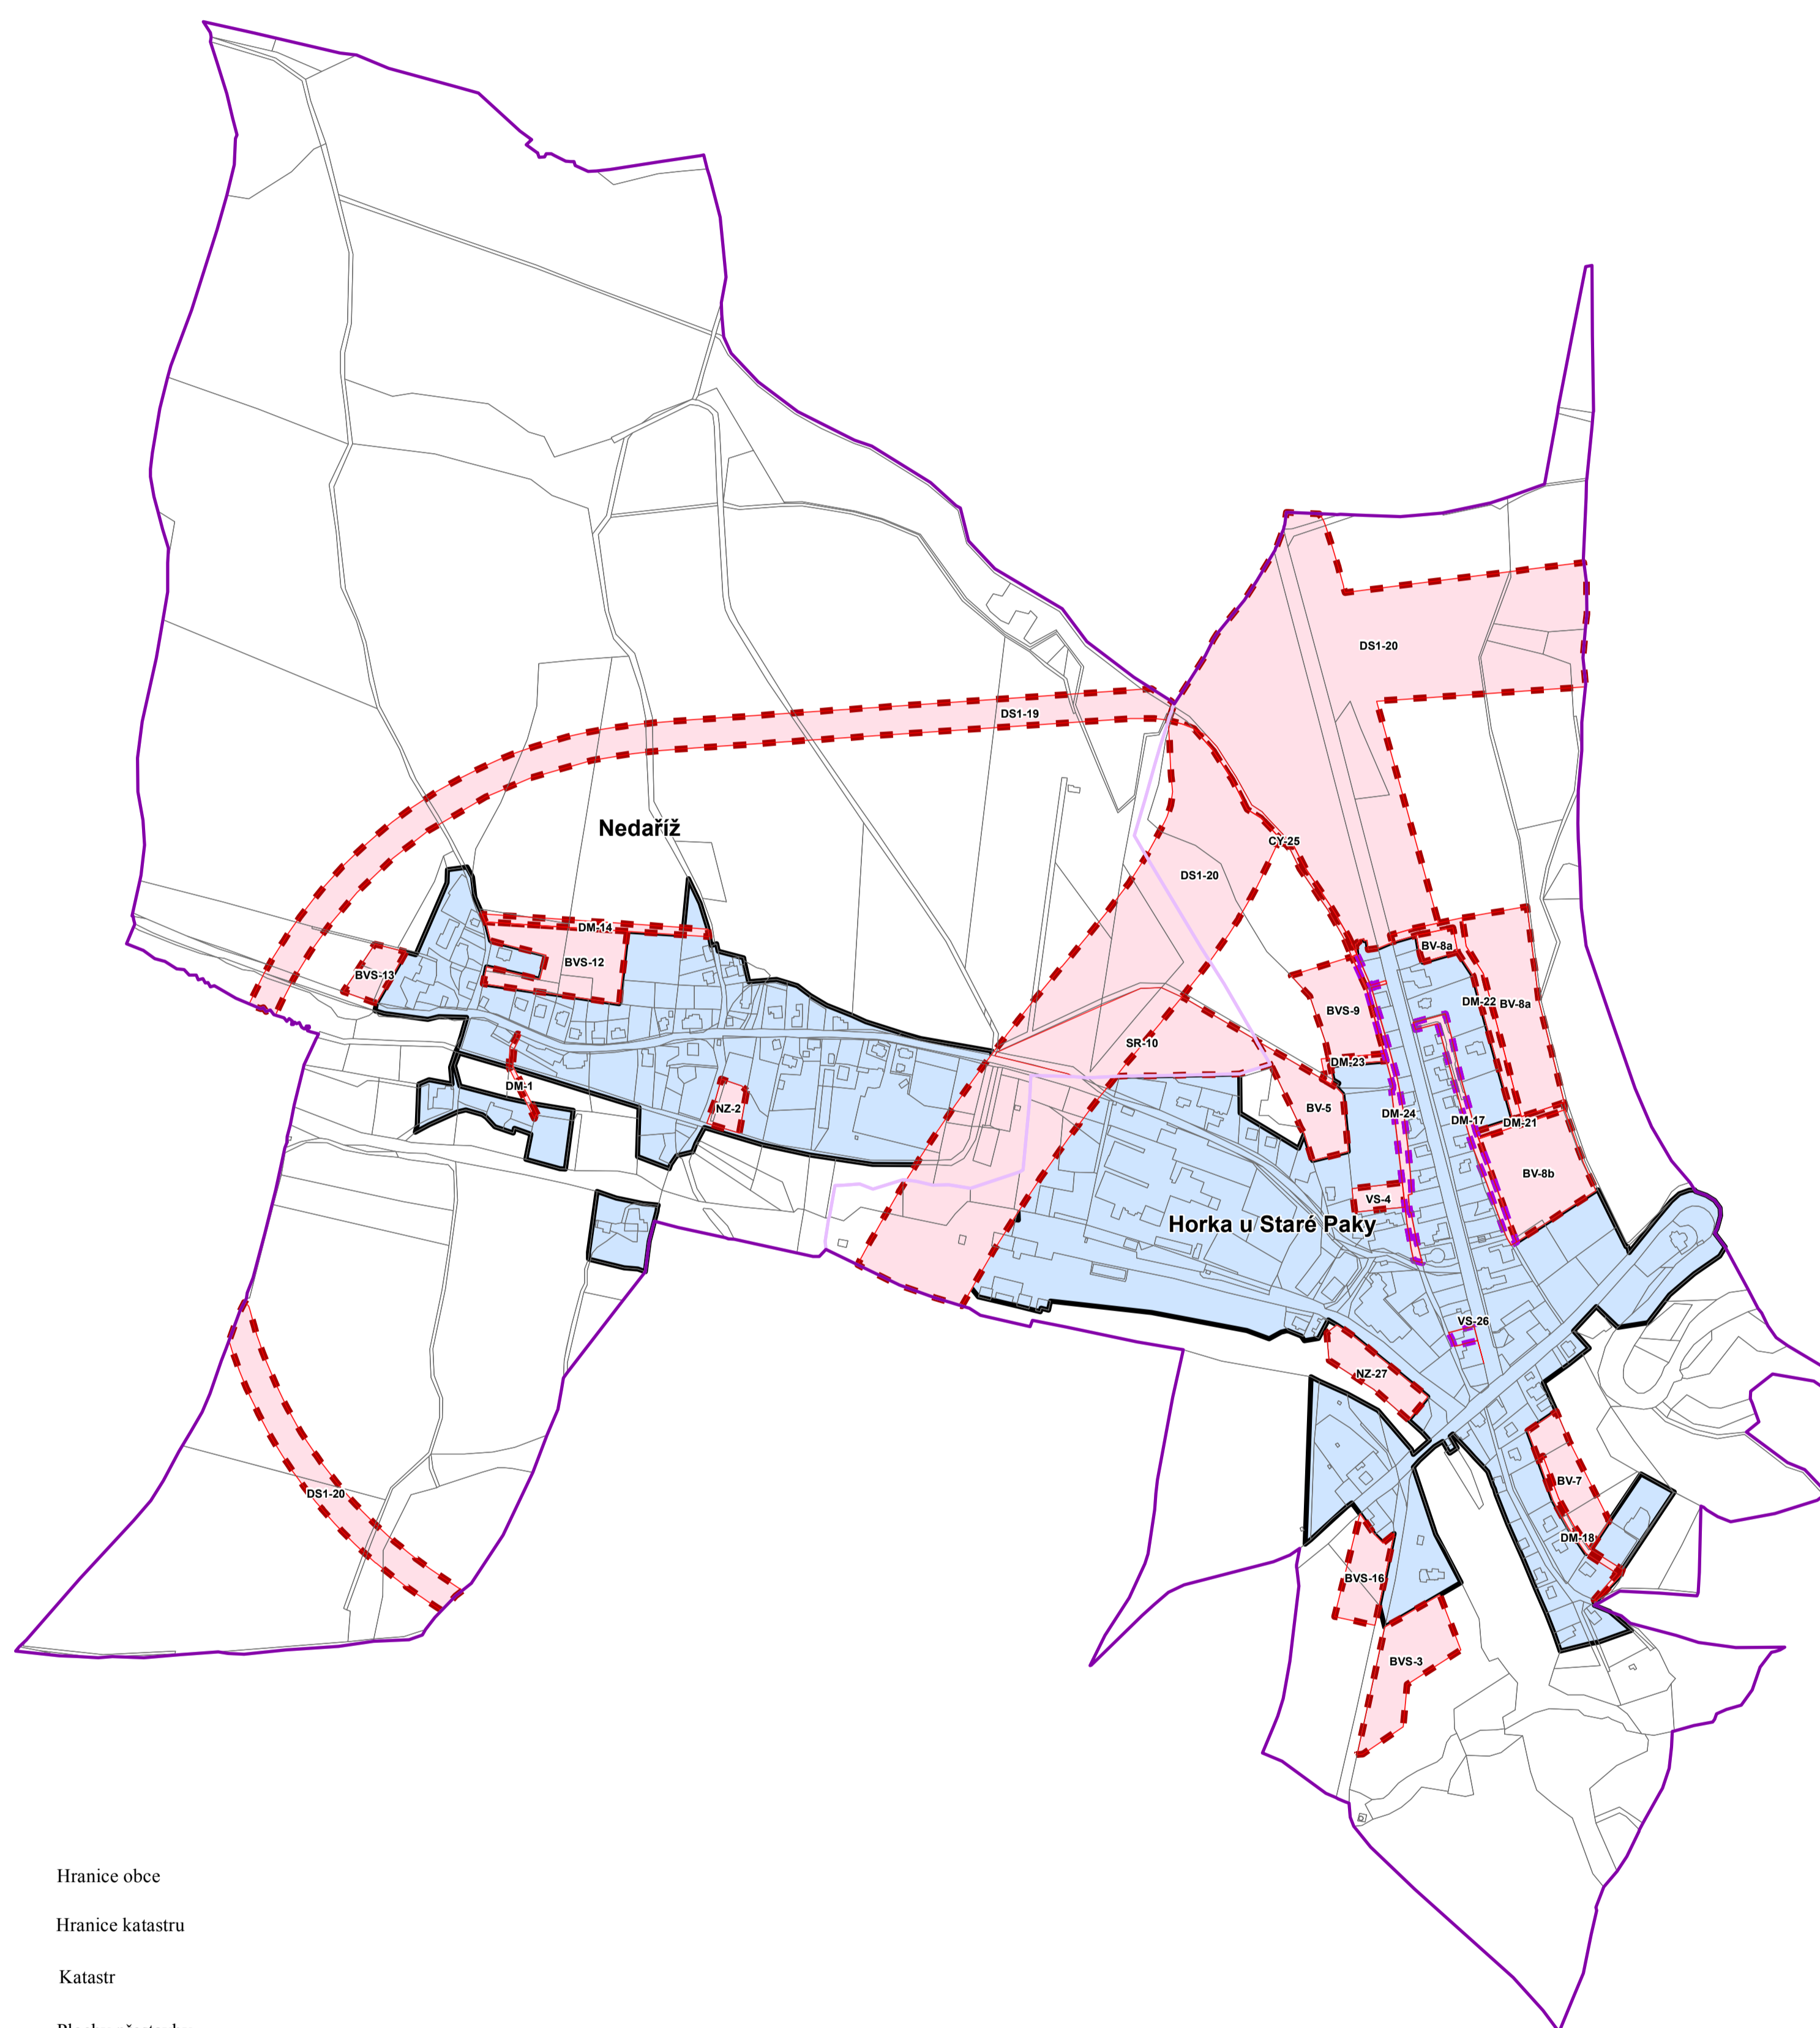 DS1-20
DS1-19
Nedaříž
CY-25
DS1-20
DM-14
BV-8a
BVS-12
BVS-13
DM-22
BV-8a
BVS-9
SR-10
DM-23
DM-1
NZ-2
BV-5
DM-24
DM-17
DM-21
BV-8b
VS-4
Horka u Staré Paky
VS-26
NZ-27
BV-7
DS1-20
DM-18
BVS-16
BVS-3
Hranice obce
Hranice katastru
Katastr